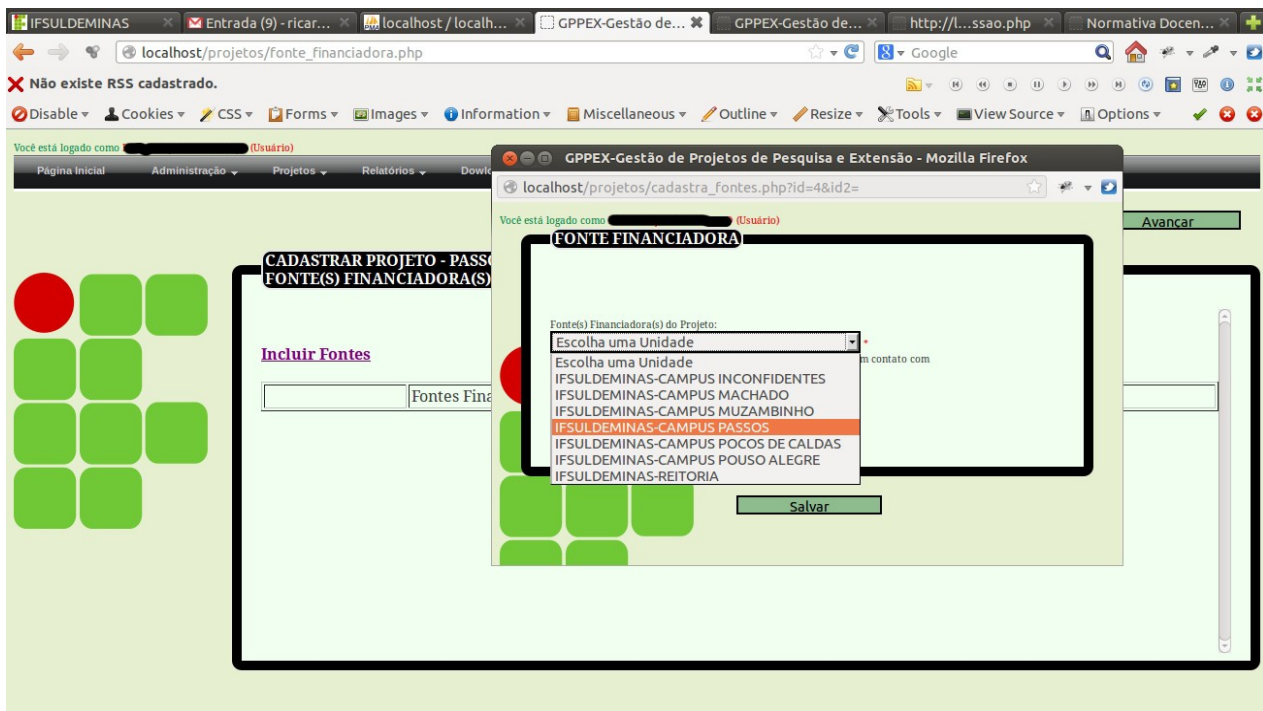 IFSULDEMINAS
Entrada (9) - ricar...
localhost / localh...
GPPEX-Gestão de...
GPPEX-Gestão de...
http://l...ssao.php
Normativa Docen...
localhost/projetos/fonte_financiadora.php
Google
Não existe RSS cadastrado.
Disable
Cookies
CSS
Forms
Images
Information
Miscellaneous
Outline
Resize
Tools
View Source
Options
Você está logado como
(Usuário)
Página Inicial
Administração
Projetos
Relatórios
Avançar
CADASTRAR PROJETO - PASS
FONTE(S) FINANCIADORA(S)
Incluir Fontes
Fontes Fina
GPPEX-Gestão de Projetos de Pesquisa e Extensão - Mozilla Firefox
localhost/projetos/cadastra_fontes.php?id=4&id2=
Você está logado como
(Usuário)
FONTE FINANCIADORA
Fonte(s) Financiadora(s) do Projeto:
Escolha uma Unidade *
m contato com
Escolha uma Unidade
IFSULDEMINAS-CAMPUS INCONFIDENTES
IFSULDEMINAS-CAMPUS MACHADO
IFSULDEMINAS-CAMPUS MUZAMBINHO
IFSULDEMINAS-CAMPUS PASSOS
IFSULDEMINAS-CAMPUS POCOS DE CALDAS
IFSULDEMINAS-CAMPUS POUSO ALEGRE
IFSULDEMINAS-REITORIA
Salvar